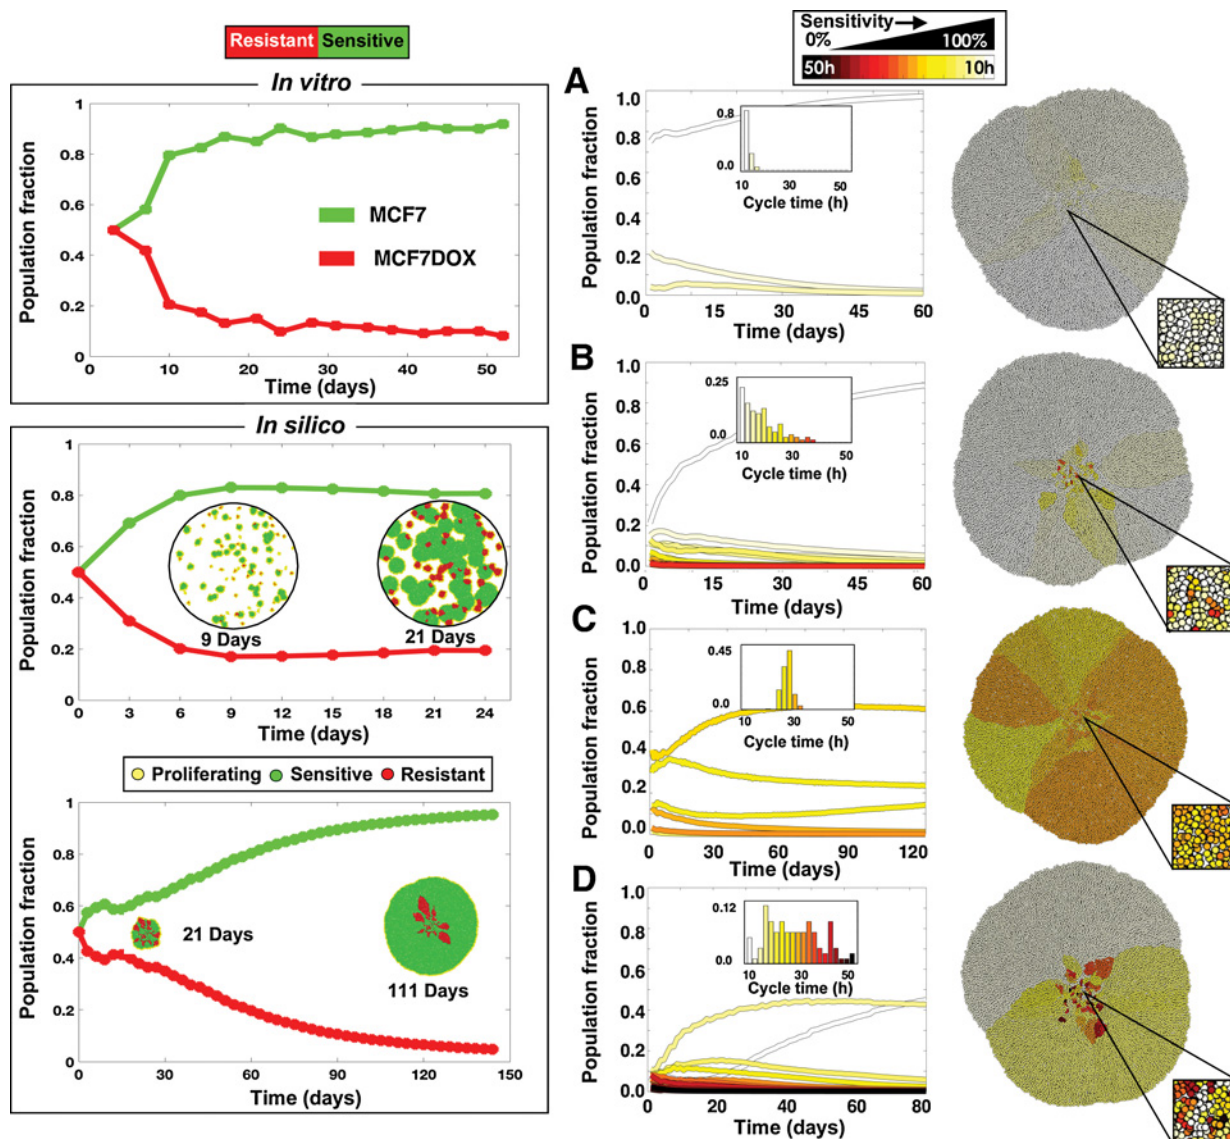 Resistant Sensitive
In vitro
Population fraction
1
0.8
0.6
0.4
0.2
0
MCF7
MCF7DOX
0 10 20 30 40 50
Time (days)
In silico
Population fraction
1
0.8
0.6
0.4
0.2
0
9 Days
21 Days
0 3 6 9 12 15 18 21 24
Time (days)
Proliferating Sensitive Resistant
Population fraction
1
0.8
0.6
0.4
0.2
0
21 Days
111 Days
0 30 60 90 120 150
Time (days)
Sensitivity
0% 100%
50h 10h
A
Population fraction
1.0
0.8
0.6
0.4
0.2
0.0
0.8
0.0
10 30 50
Cycle time (h)
0 15 30 45 60
Time (days)
B
Population fraction
1.0
0.8
0.6
0.4
0.2
0.0
0.25
0.0
10 30 50
Cycle time (h)
0 15 30 45 60
Time (days)
C
Population fraction
1.0
0.8
0.6
0.4
0.2
0.0
0.45
0.0
10 30 50
Cycle time (h)
0 30 60 90 120
Time (days)
D
Population fraction
1.0
0.8
0.6
0.4
0.2
0.0
0.12
0.0
10 30 50
Cycle time (h)
0 20 40 60 80
Time (days)